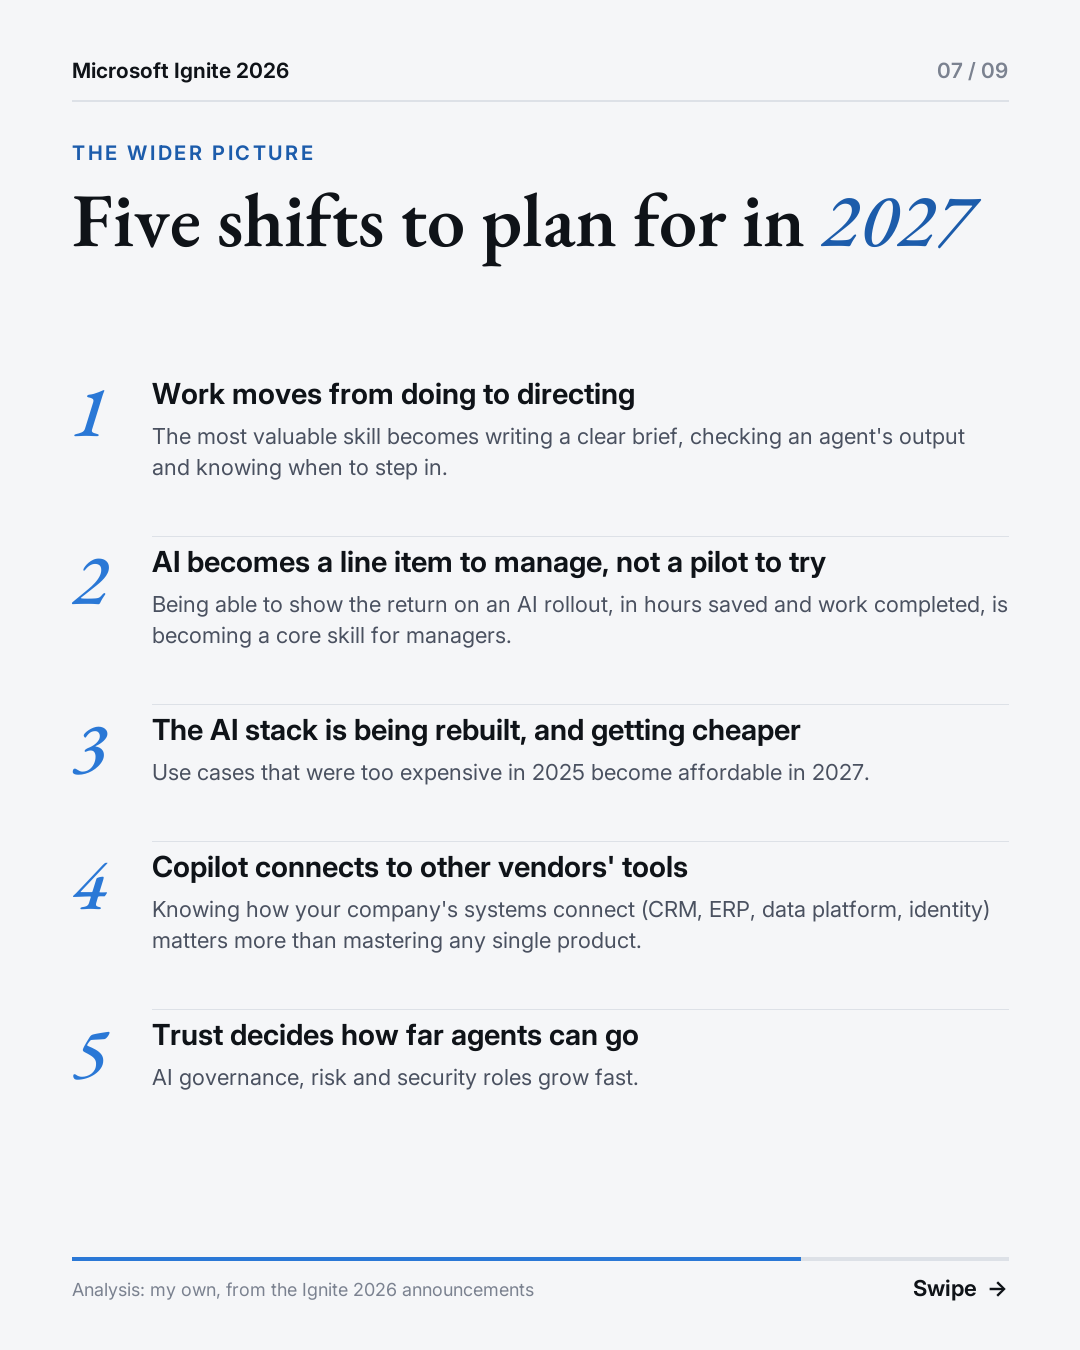 Microsoft Ignite 2026
07 / 09
THE WIDER PICTURE
Five shifts to plan for in 2027
1
Work moves from doing to directing
The most valuable skill becomes writing a clear brief, checking an agent's output
and knowing when to step in.
2
AI becomes a line item to manage, not a pilot to try
Being able to show the return on an AI rollout, in hours saved and work completed, is
becoming a core skill for managers.
3
The AI stack is being rebuilt, and getting cheaper
Use cases that were too expensive in 2025 become affordable in 2027.
4
Copilot connects to other vendors' tools
Knowing how your company's systems connect (CRM, ERP, data platform, identity)
matters more than mastering any single product.
5
Trust decides how far agents can go
AI governance, risk and security roles grow fast.
Analysis: my own, from the Ignite 2026 announcements
Swipe →